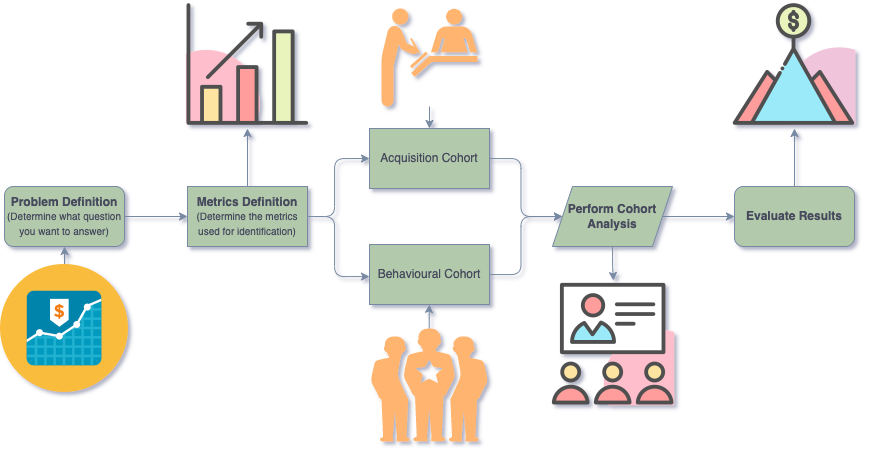 $
Acquisition Cohort
Problem Definition
(Determine what question
you want to answer)
Metrics Definition
(Determine the metrics
used for identification)
Perform Cohort
Analysis
Evaluate Results
Behavioural Cohort
$